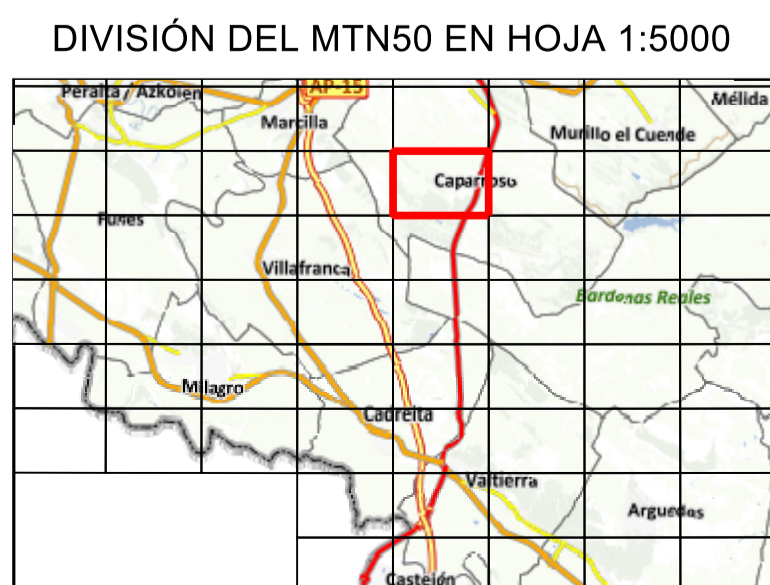 DIVISIÓN DEL MTN50 EN HOJA 1:5000
Peralta / Azkoien
AP-15
Mélida
Marcilla
Murillo el Cuende
Caparroso
Funes
Villafranca
Bardenas Reales
Milagro
Cadreita
Valtierra
Arguedas
Castejón